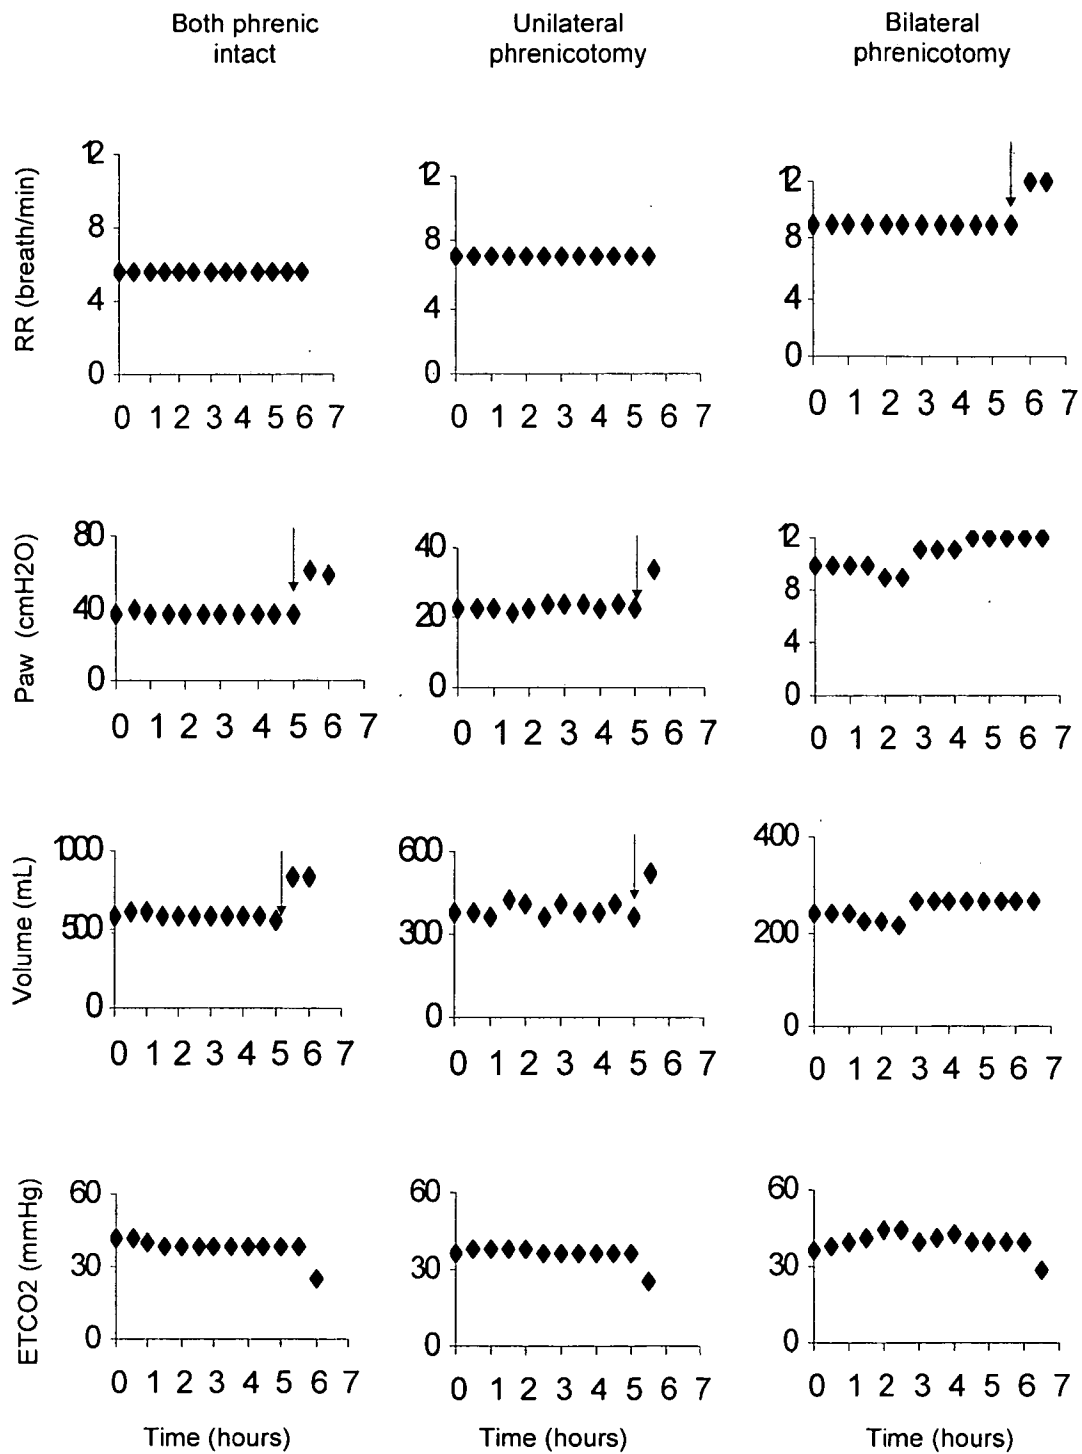 Both phrenic
intact
Unilateral
phrenicotomy
Bilateral
phrenicotomy
RR (breath/min)
12
8
4
0
0 1 2 3 4 5 6 7
12
8
4
0
0 1 2 3 4 5 6 7
12
8
4
0
0 1 2 3 4 5 6 7
Paw (cmH2O)
80
40
0
0 1 2 3 4 5 6 7
40
20
0
0 1 2 3 4 5 6 7
12
8
4
0
0 1 2 3 4 5 6 7
Volume (mL)
1000
500
0
0 1 2 3 4 5 6 7
600
300
0
0 1 2 3 4 5 6 7
400
200
0
0 1 2 3 4 5 6 7
ETCO2 (mmHg)
60
30
0
0 1 2 3 4 5 6 7
60
30
0
0 1 2 3 4 5 6 7
60
30
0
0 1 2 3 4 5 6 7
Time (hours)
Time (hours)
Time (hours)